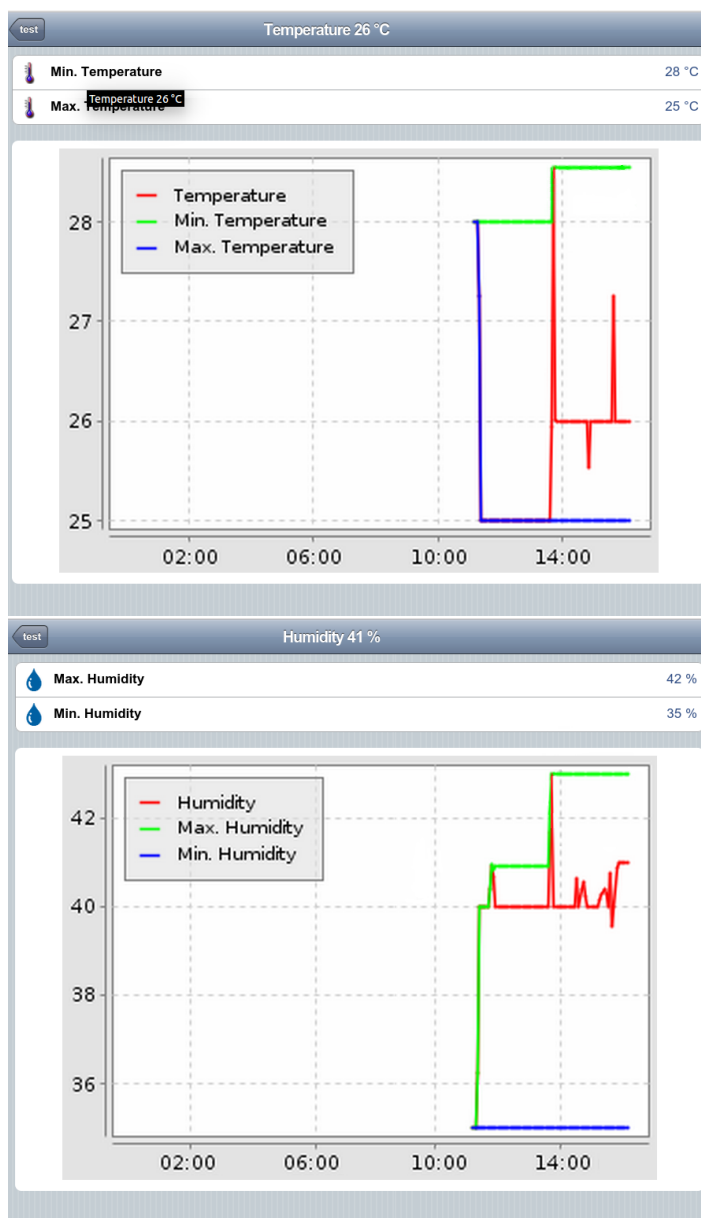 test
Temperature 26 °C
Min. Temperature 28 °C
Max. Temperature 25 °C
Temperature 26 °C
Temperature
Min. Temperature
Max. Temperature
28
27
26
25
02:00 06:00 10:00 14:00
test
Humidity 41 %
Max. Humidity 42 %
Min. Humidity 35 %
Humidity
Max. Humidity
Min. Humidity
42
40
38
36
02:00 06:00 10:00 14:00